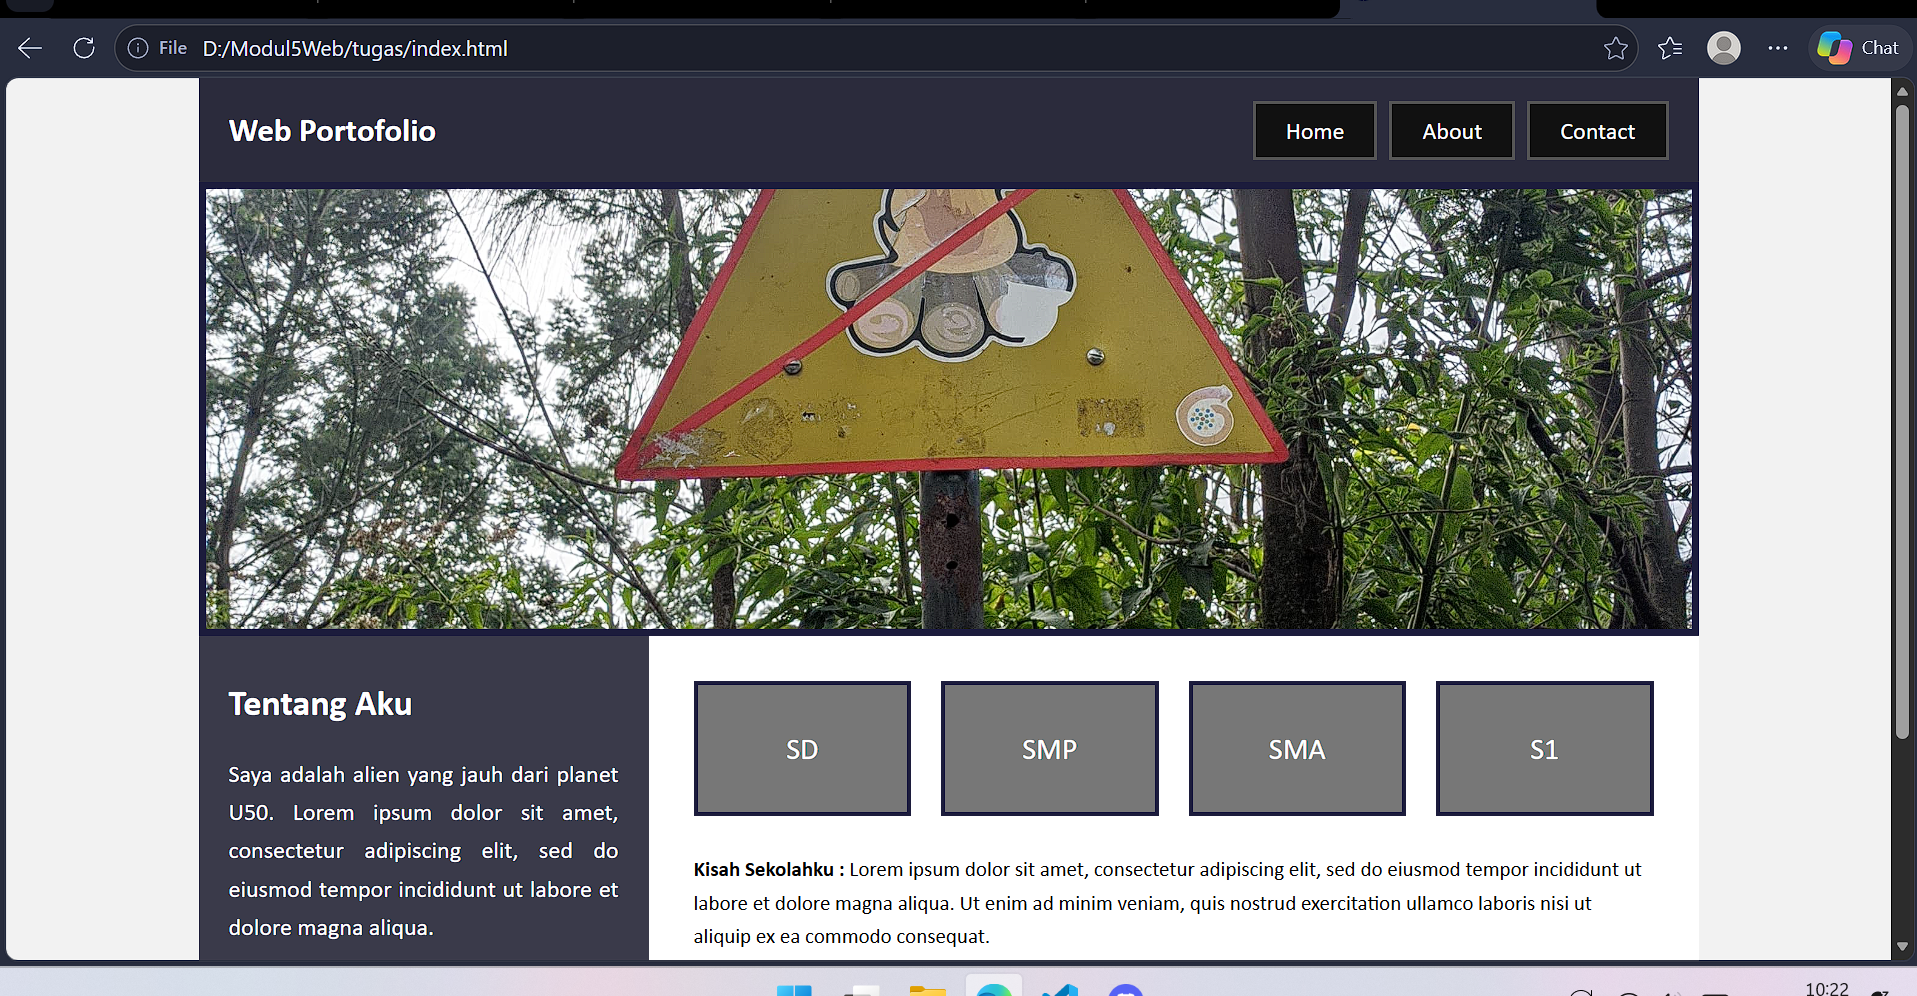 File D:/Modul5Web/tugas/index.html
Chat
Web Portofolio
Home
About
Contact
Tentang Aku
Saya adalah alien yang jauh dari planet
U50. Lorem ipsum dolor sit amet,
consectetur adipiscing elit, sed do
eiusmod tempor incididunt ut labore et
dolore magna aliqua.
SD
SMP
SMA
S1
Kisah Sekolahku : Lorem ipsum dolor sit amet, consectetur adipiscing elit, sed do eiusmod tempor incididunt ut
labore et dolore magna aliqua. Ut enim ad minim veniam, quis nostrud exercitation ullamco laboris nisi ut
aliquip ex ea commodo consequat.
10:22